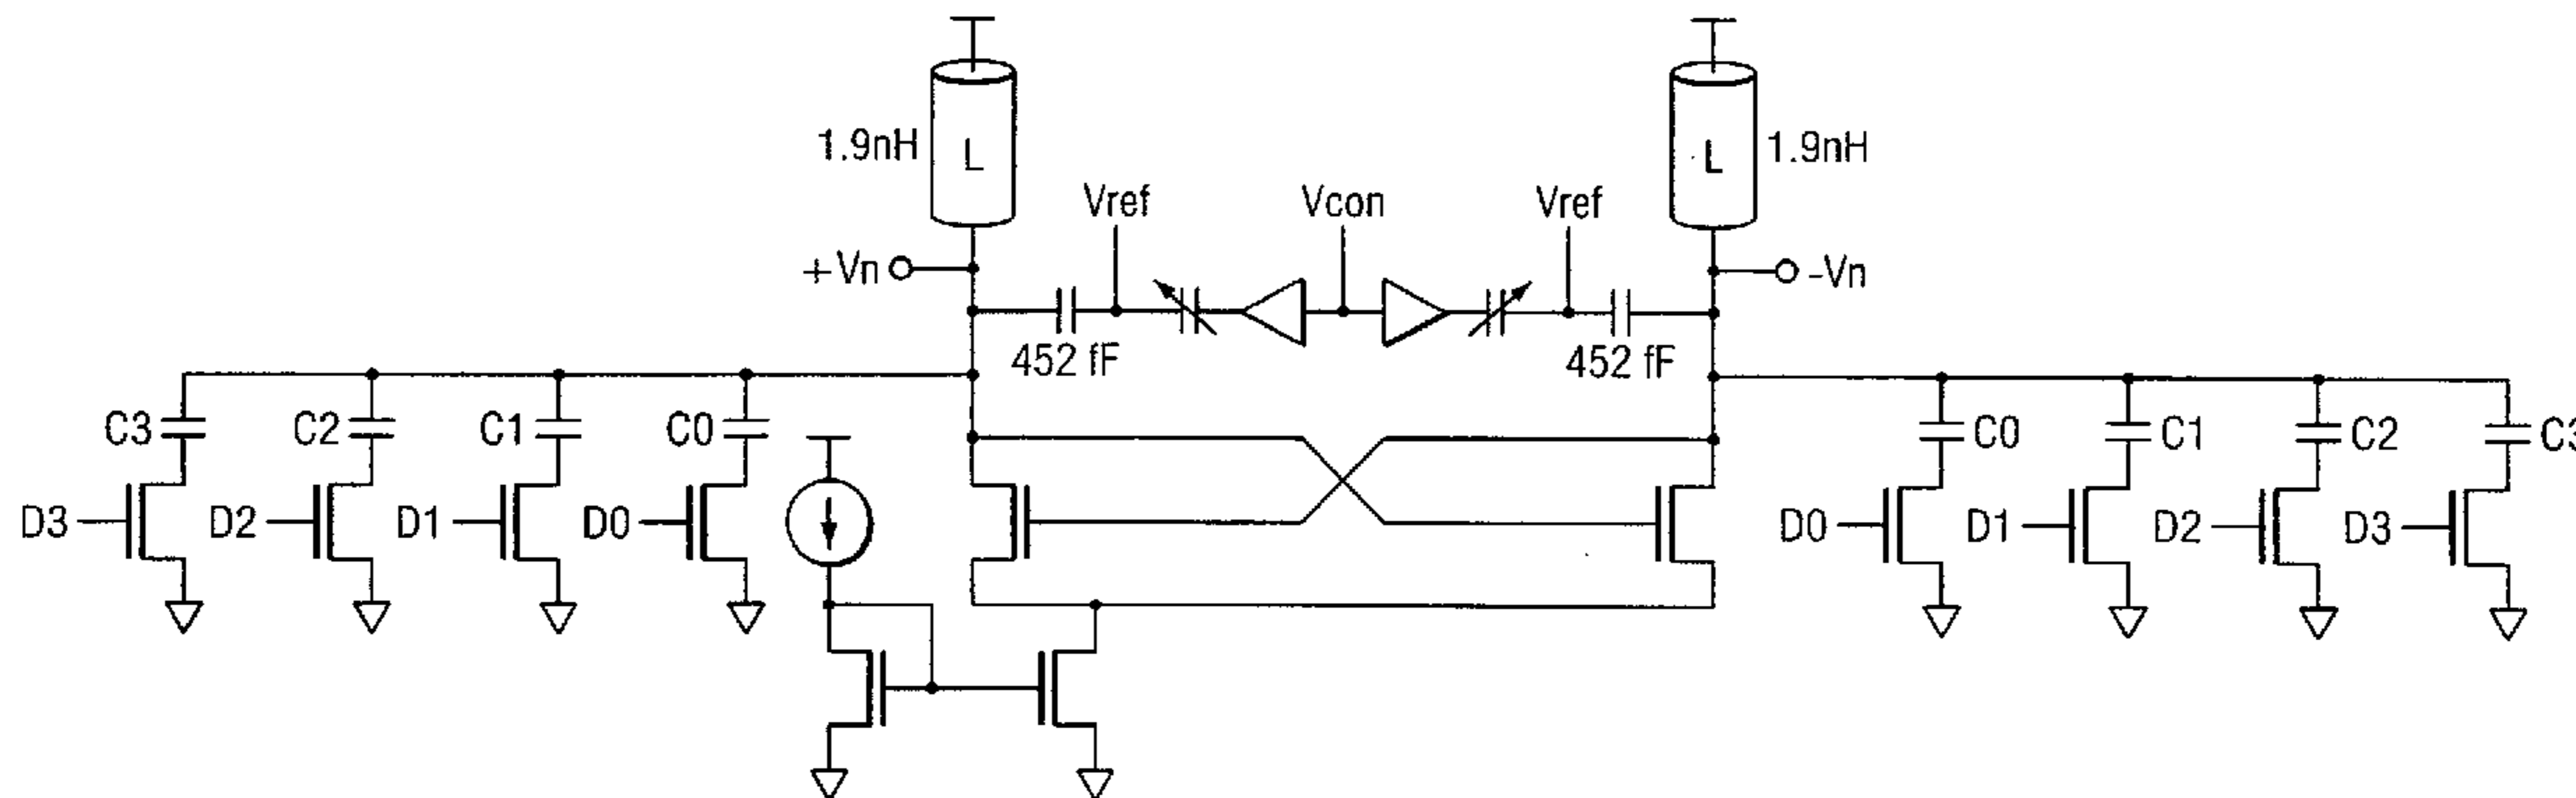 L
L
1.9nH
1.9nH
Vref
Vcon
Vref
+Vn
-Vn
452 fF
452 fF
C3
C2
C1
C0
C0
C1
C2
C3
D3
D2
D1
D0
D0
D1
D2
D3